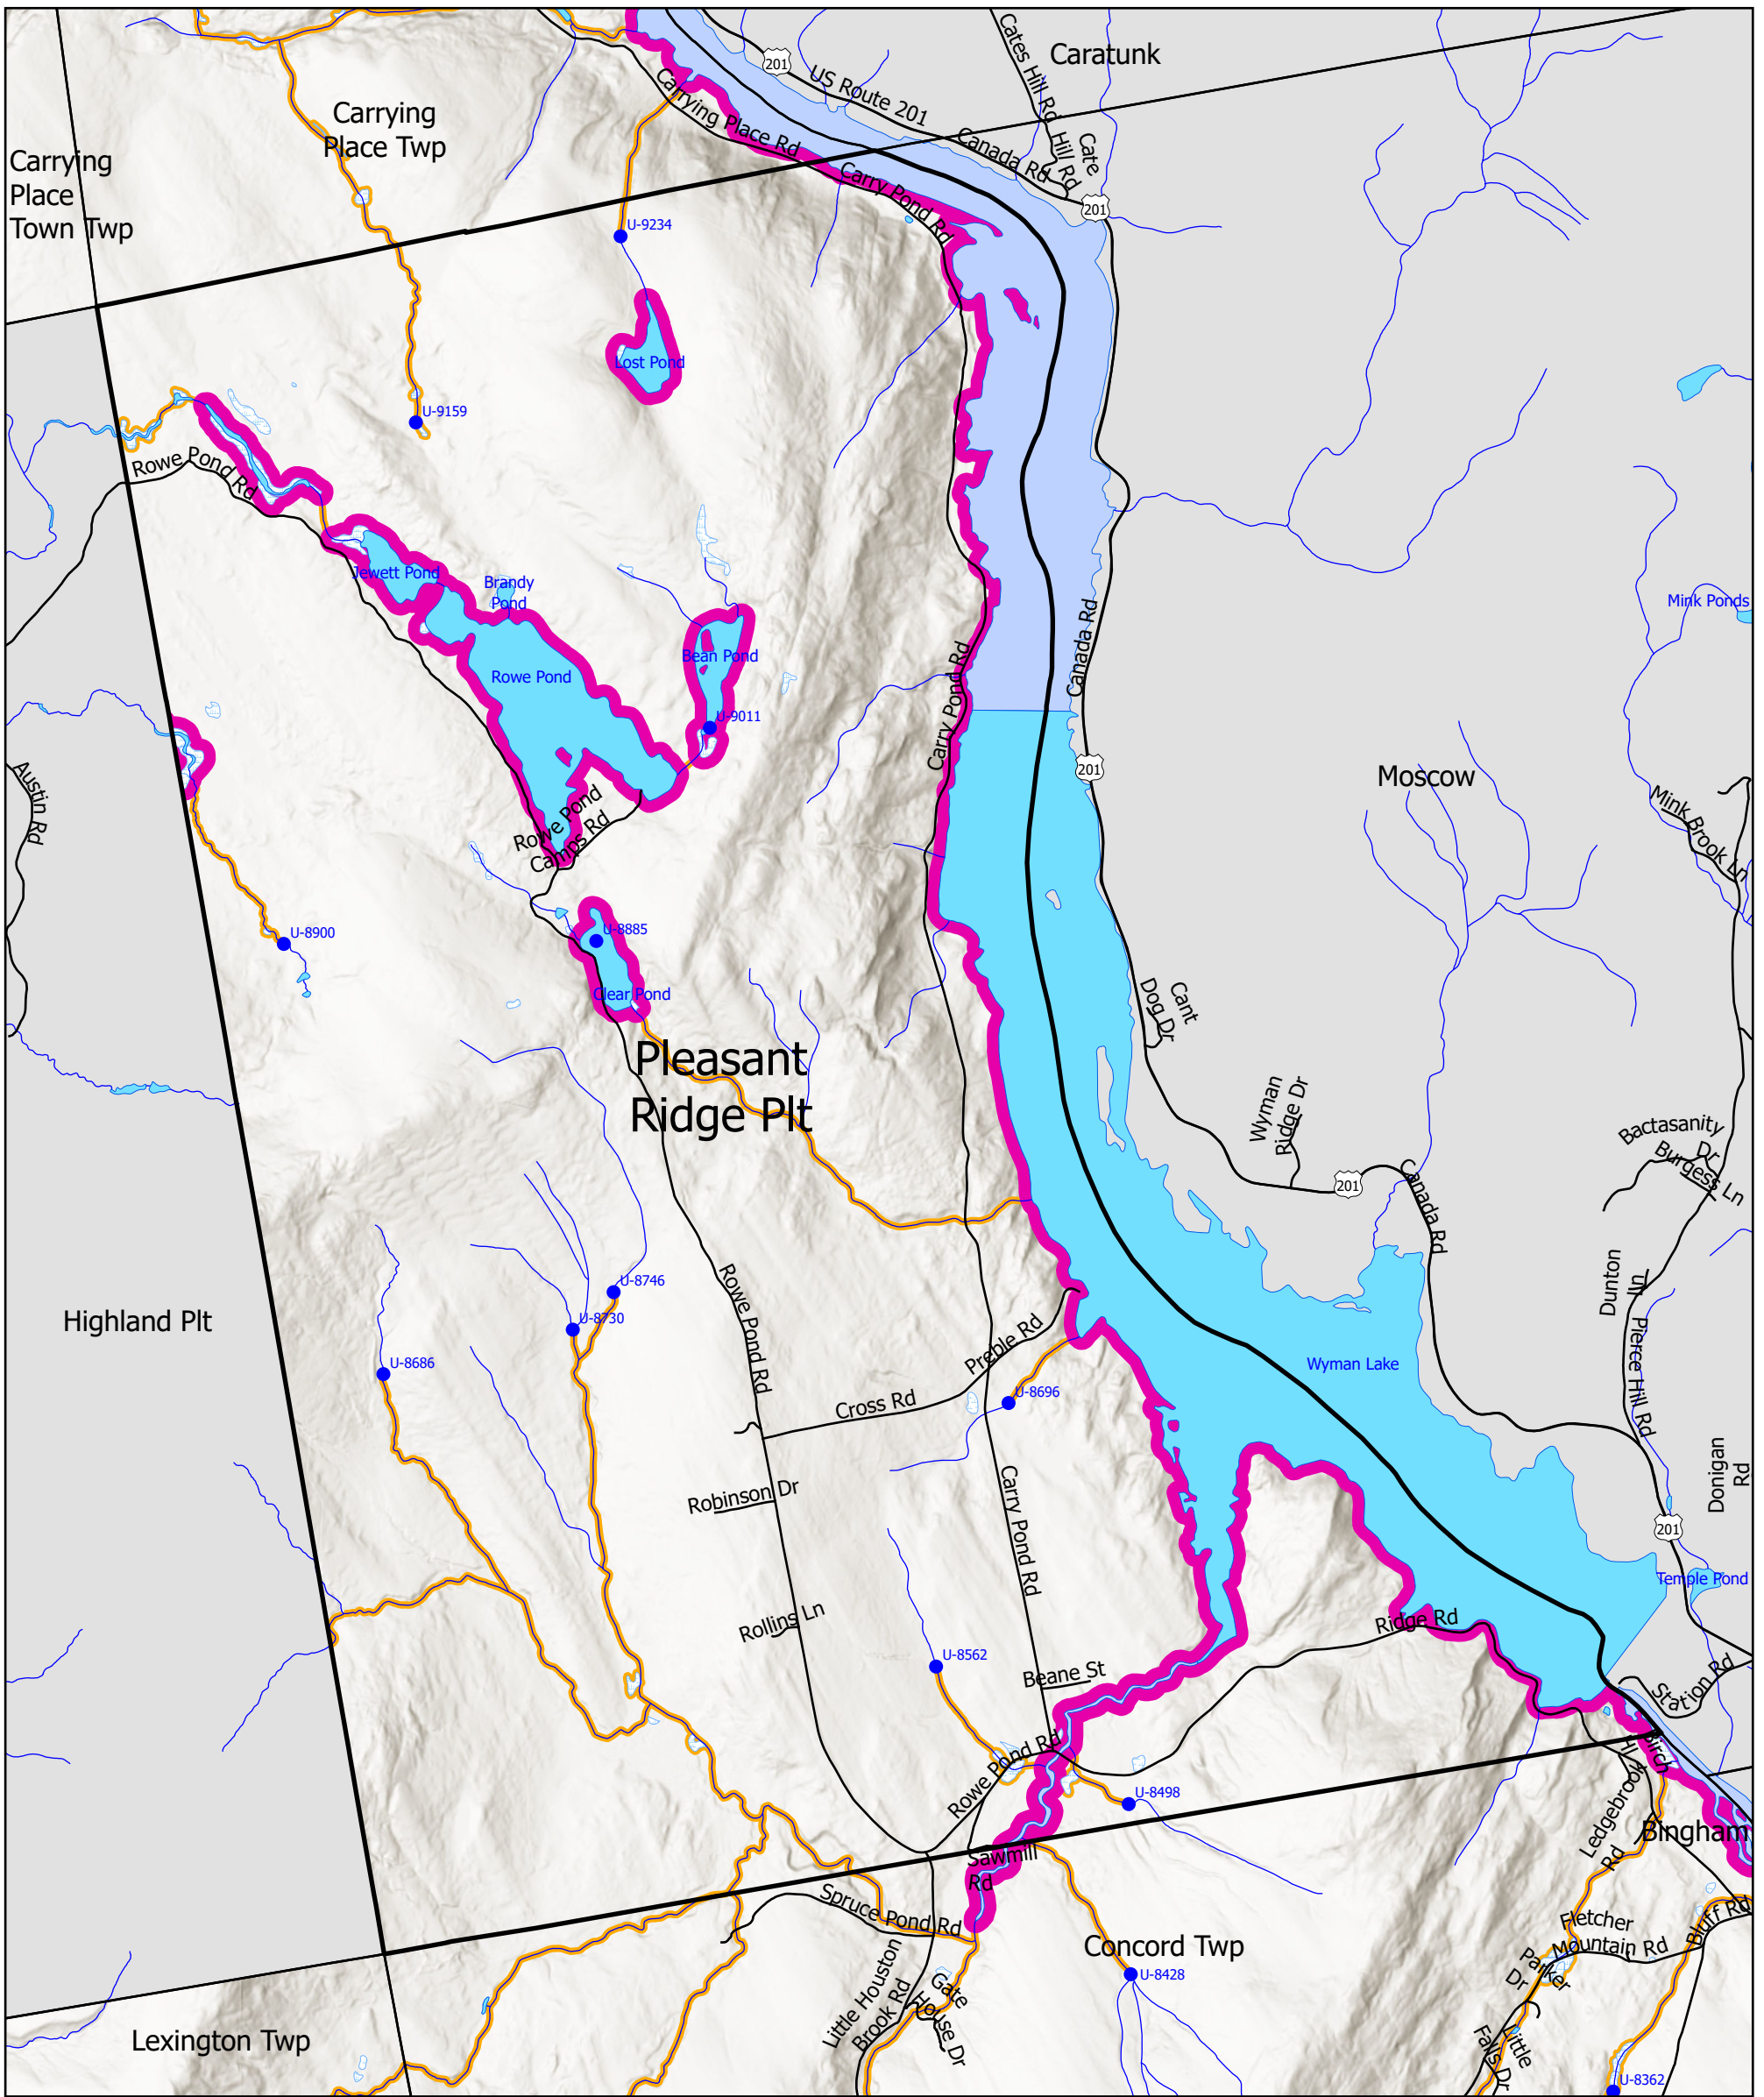 Caratunk
Cates Hill Rd
201
US Route 201
Carrying
Place Twp
Carrying Place Rd
Canada Rd
Cate
Hill Rd
Carrying
Place
Town Twp
Carry Pond Rd
201
U-9234
Lost Pond
U-9159
Rowe Pond Rd
Jewett Pond
Brandy
Pond
Mink Ponds
Canada Rd
Bean Pond
Rowe Pond
Carry Pond Rd
U-9011
201
Moscow
Austin Rd
Mink Brook Ln
Rowe Pond
Camps Rd
U-8900
U-8885
Clear Pond
Cant
Dog Dr
Pleasant
Ridge Plt
Wyman
Ridge Dr
Bactasanity
Dr
Burgess Ln
201
Canada Rd
Dunton
Ln
U-8746
Rowe Pond Rd
Highland Plt
U-8730
Preble Rd
Pierce Hill Rd
U-8686
Wyman Lake
U-8696
Cross Rd
Donigan
Rd
Robinson Dr
Carry Pond Rd
201
Temple Pond
Rollins Ln
Ridge Rd
U-8562
Beane St
Station Rd
Rowe Pond Rd
Birch
Hl
U-8498
Ledgebrook
Rd
Bingham
Sawmill
Rd
Spruce Pond Rd
Fletcher
Mountain Rd
Bluff Rd
Concord Twp
Parker
Dr
U-8428
Little Houston
Brook Rd
Gate
House Dr
Lexington Twp
Little
Falls Dr
U-8362